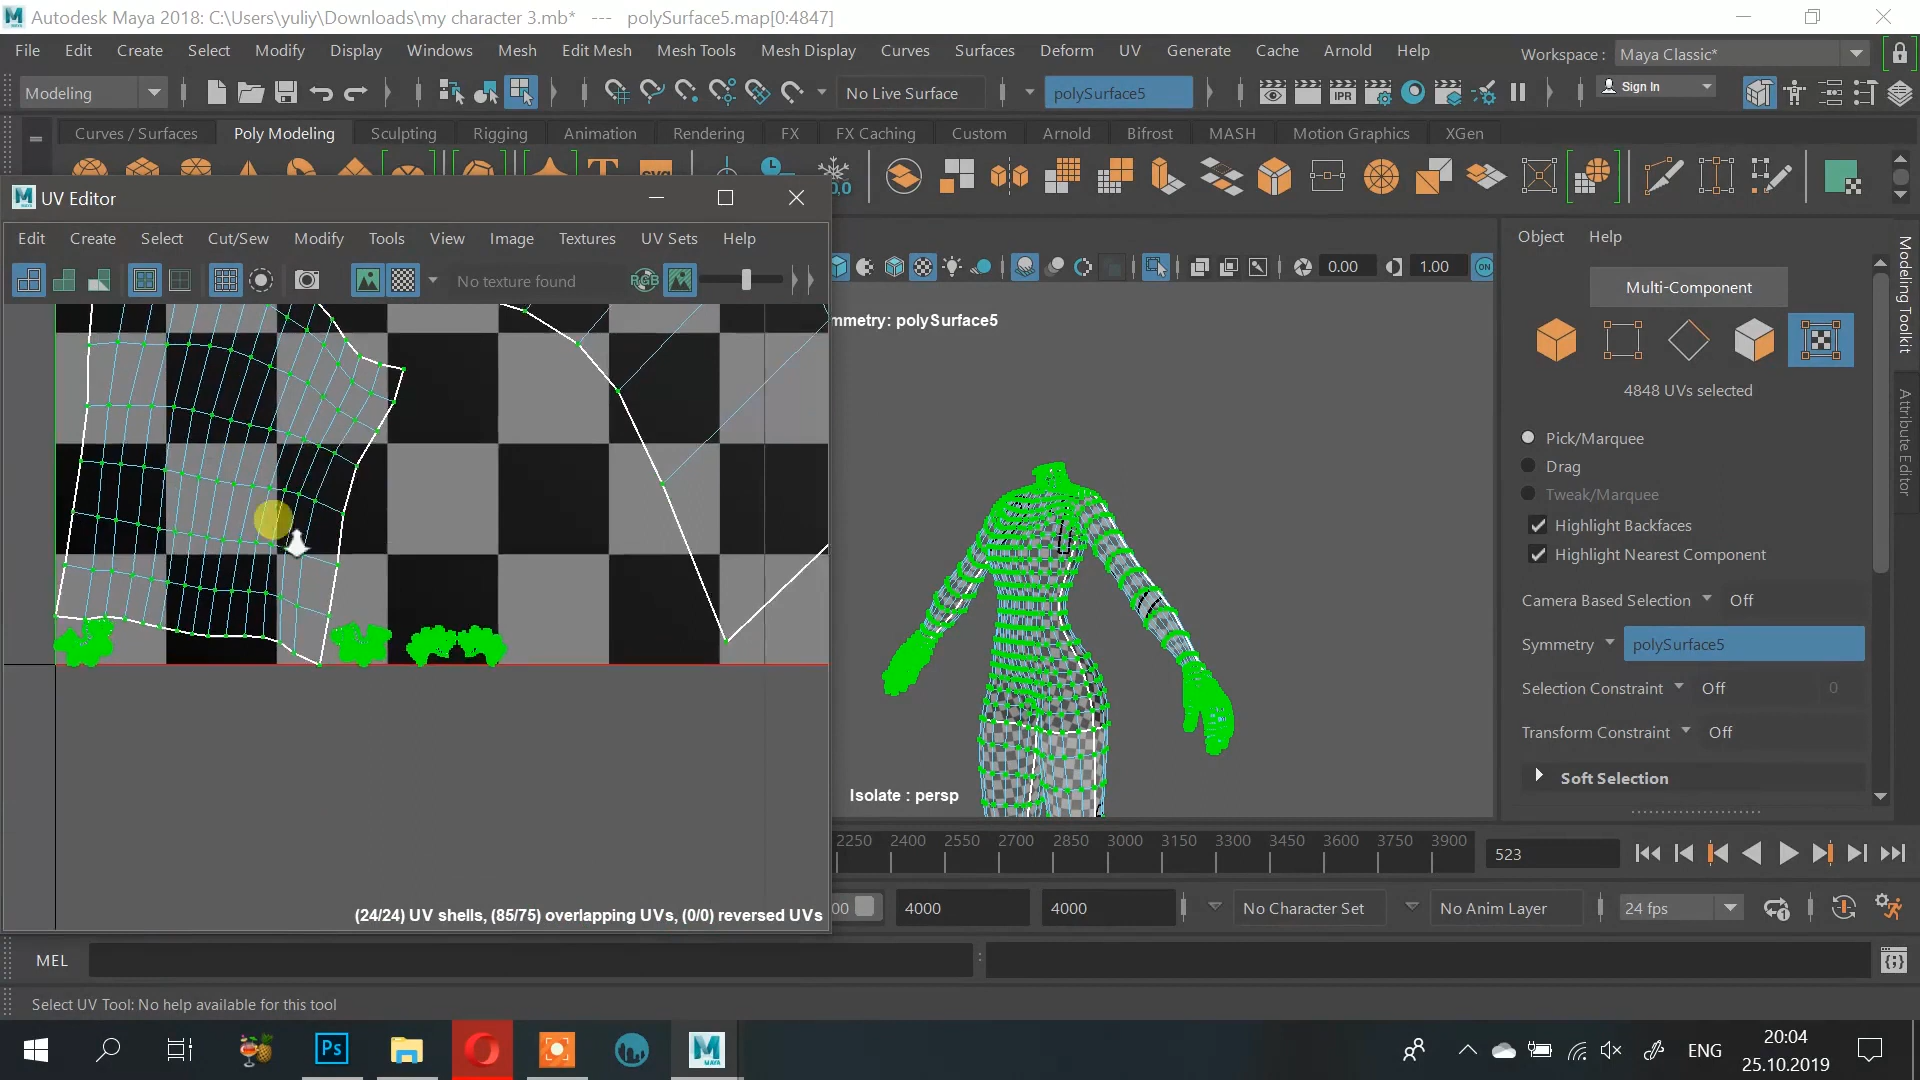 Autodesk Maya 2018: C:\Users\yuliy\Downloads\my character 3.mb* --- polySurface5.map[0:4847]
File Edit Create Select Modify Display Windows Mesh Edit Mesh Mesh Tools Mesh Display Curves Surfaces Deform UV Generate Cache Arnold Help Workspace : Maya Classic*
Modeling No Live Surface polySurface5 Sign In
Curves / Surfaces Poly Modeling Sculpting Rigging Animation Rendering FX FX Caching Custom Arnold Bifrost MASH Motion Graphics XGen
UV Editor
Edit Create Select Cut/Sew Modify Tools View Image Textures UV Sets Help
No texture found RGB
0.00 1.00 ON
mmetry: polySurface5
Isolate : persp
(24/24) UV shells, (85/75) overlapping UVs, (0/0) reversed UVs
Object Help
Multi-Component
4848 UVs selected
Pick/Marquee
Drag
Tweak/Marquee
Highlight Backfaces
Highlight Nearest Component
Camera Based Selection Off
Symmetry polySurface5
Selection Constraint Off 0
Transform Constraint Off
Soft Selection
Modeling Toolkit
Attribute Editor
2250 2400 2550 2700 2850 3000 3150 3300 3450 3600 3750 3900 523
00 4000 4000 No Character Set No Anim Layer 24 fps
MEL
Select UV Tool: No help available for this tool
Ps
MAYA
ENG
20:04
25.10.2019